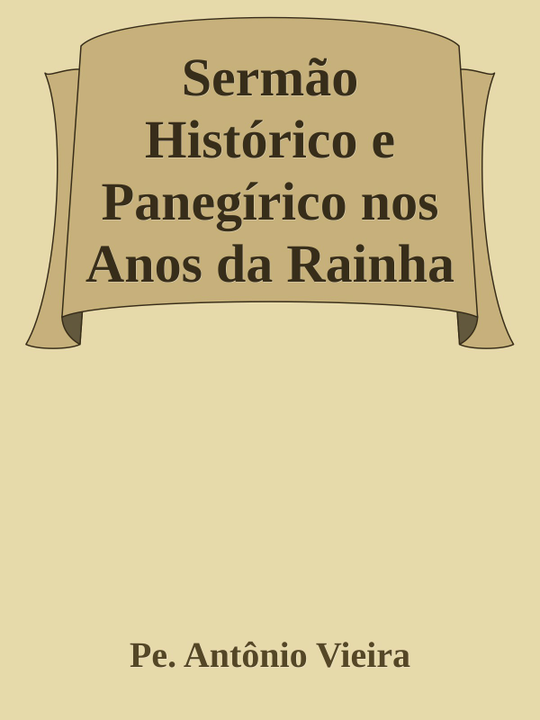 Sermão
Histórico e
Panegírico nos
Anos da Rainha
Pe. Antônio Vieira